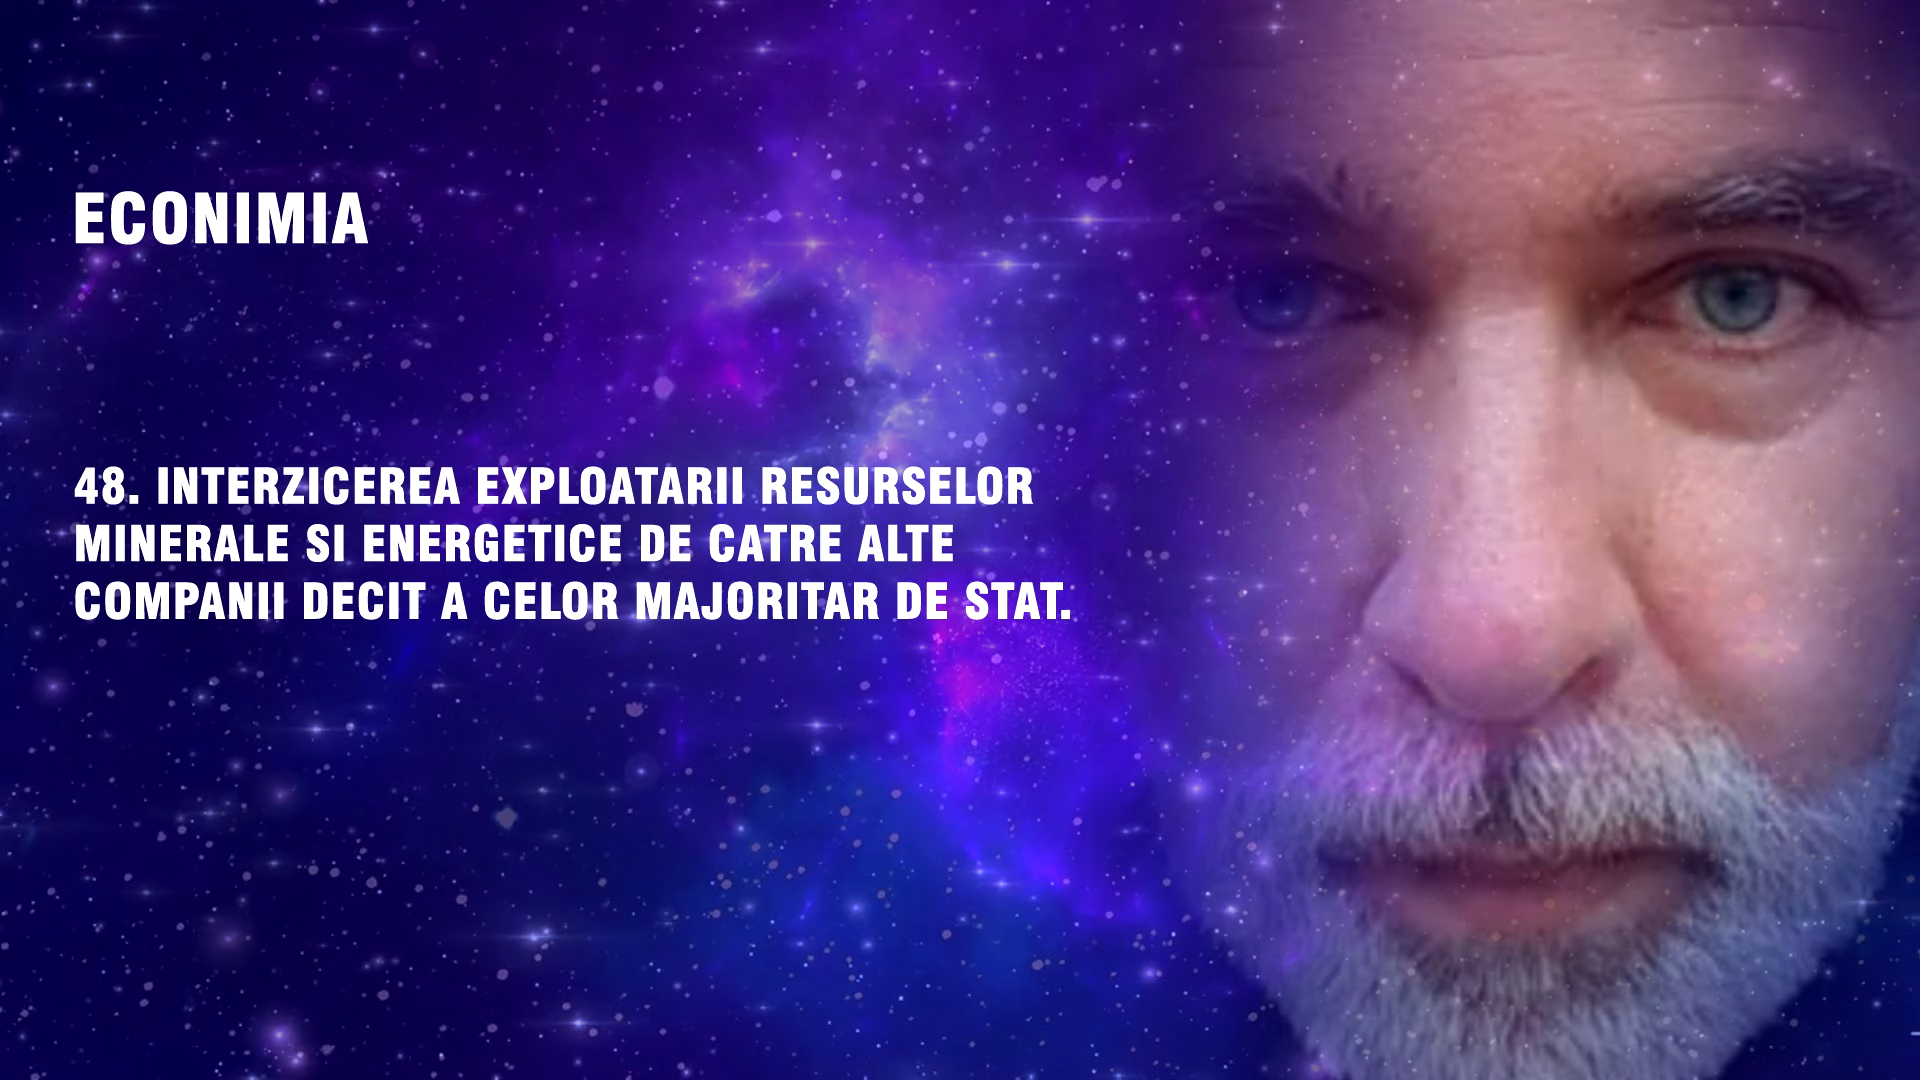 ECONIMIA
48. INTERZICEREA EXPLOATARII RESURSELOR
MINERALE SI ENERGETICE DE CATRE ALTE
COMPANII DECIT A CELOR MAJORITAR DE STAT.